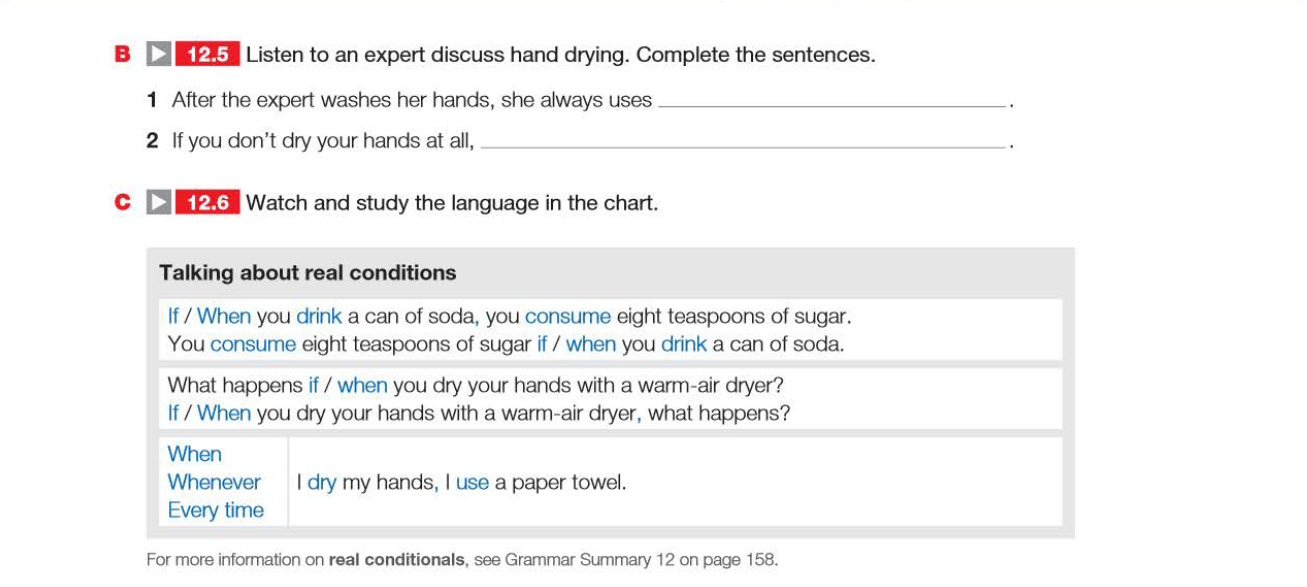 B 12.5 Listen to an expert discuss hand drying. Complete the sentences.
1 After the expert washes her hands, she always uses ______________________________.
2 If you don't dry your hands at all, ______________________________.
C 12.6 Watch and study the language in the chart.
Talking about real conditions
If / When you drink a can of soda, you consume eight teaspoons of sugar.
You consume eight teaspoons of sugar if / when you drink a can of soda.
What happens if / when you dry your hands with a warm-air dryer?
If / When you dry your hands with a warm-air dryer, what happens?
When
Whenever
Every time
I dry my hands, I use a paper towel.
For more information on real conditionals, see Grammar Summary 12 on page 158.